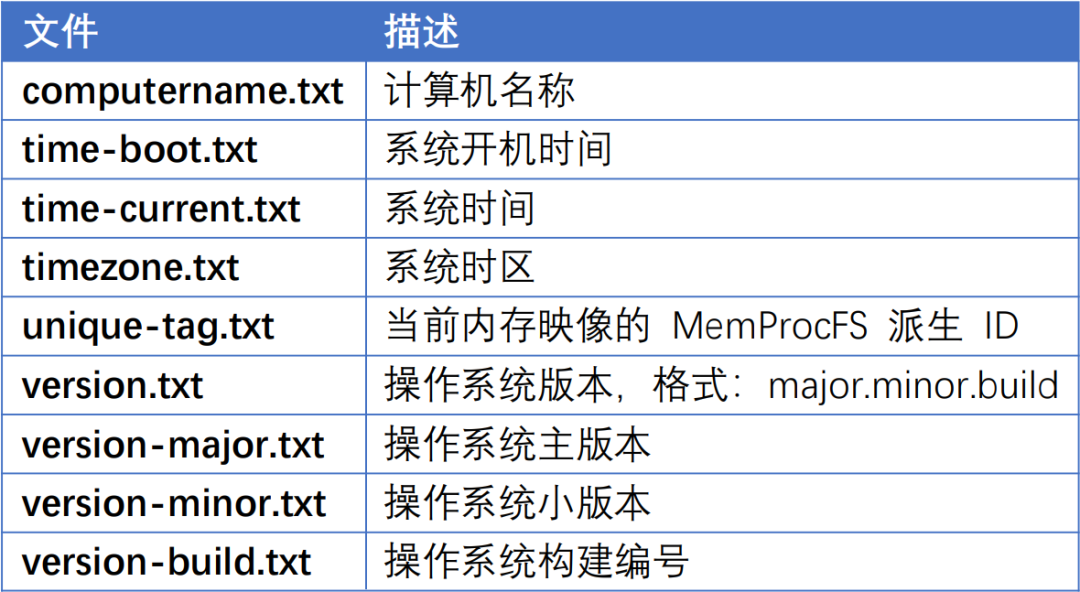 文件 描述
computername.txt 计算机名称
time-boot.txt 系统开机时间
time-current.txt 系统时间
timezone.txt 系统时区
unique-tag.txt 当前内存映像的 MemProcFS 派生 ID
version.txt 操作系统版本，格式：major.minor.build
version-major.txt 操作系统主版本
version-minor.txt 操作系统小版本
version-build.txt 操作系统构建编号